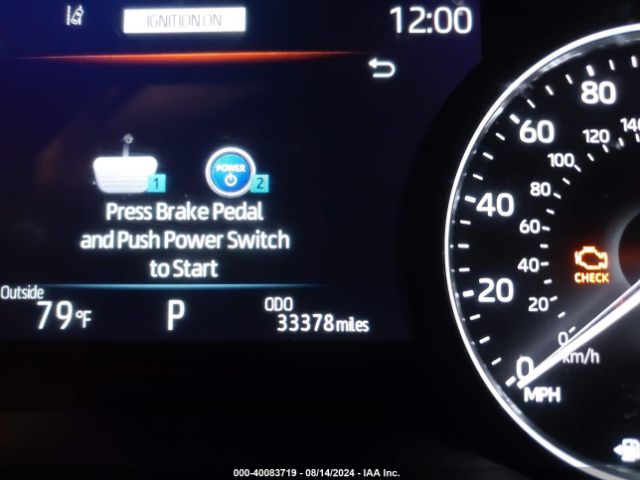 IGNITION ON
12:00
POWER
1
2
Press Brake Pedal
and Push Power Switch
to Start
Outside
79°F
P
ODO
33378 miles
80
60
40
20
0
MPH
140
120
100
80
60
40
20
0
km/h
CHECK
000-40083719 - 08/14/2024 - IAA Inc.